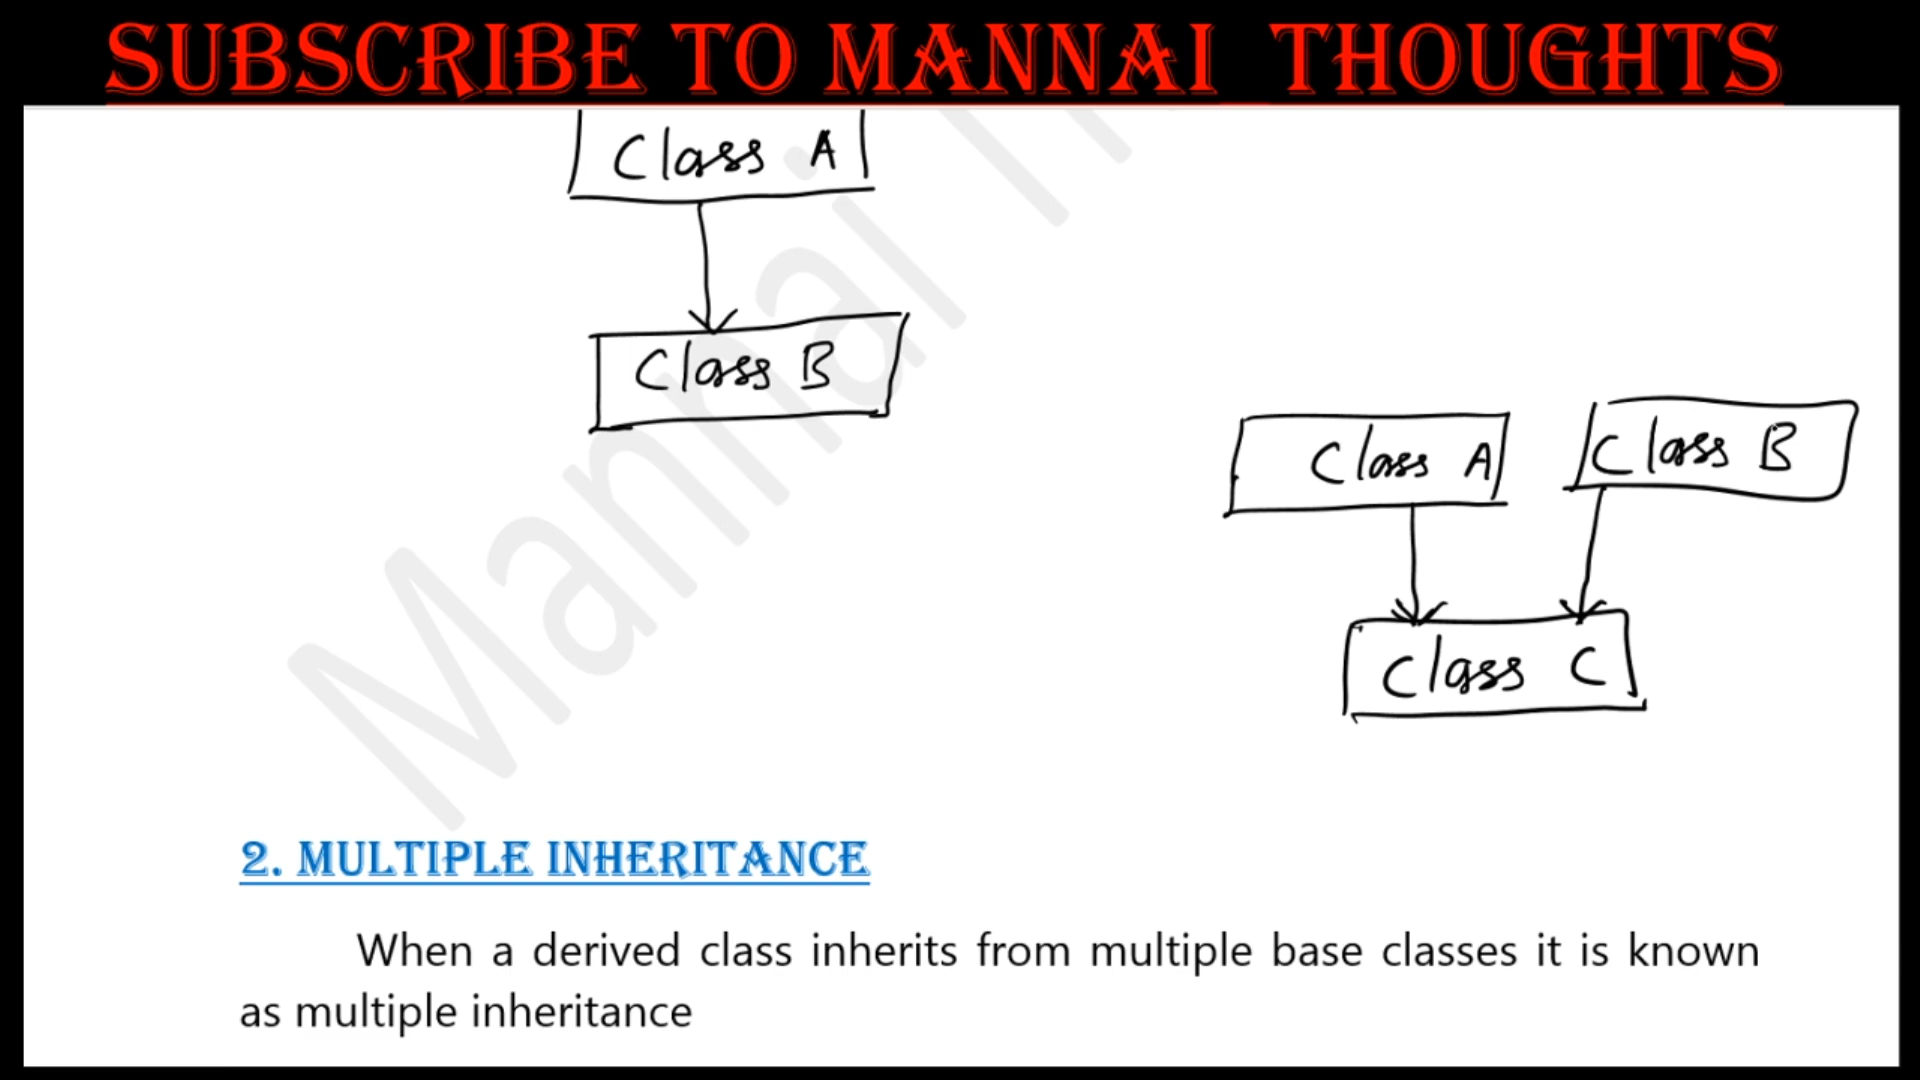 SUBSCRIBE TO MANNAI THOUGHTS
Class A
Class B
Class A
Class B
Class C
Mannai
2. MULTIPLE INHERITANCE
When a derived class inherits from multiple base classes it is known
as multiple inheritance